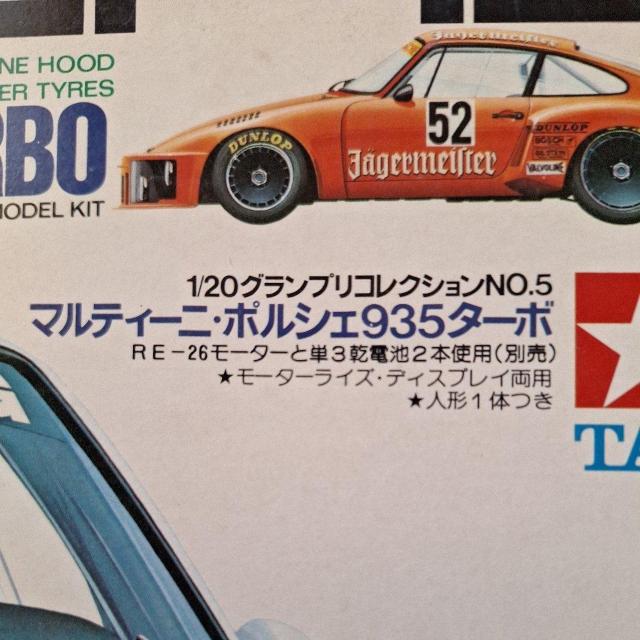 NE HOOD
ER TYRES
RBO
MODEL KIT
Jägermeister
DUNLOP
52
Jägermeister
DUNLOP
BOSCH
VALVOLINE
1/20グランプリコレクションNO.5
マルティーニ・ポルシェ935ターボ
RE-26モーターと単3乾電池2本使用(別売)
★モーターライズ・ディスプレイ両用
★人形1体つき
TA